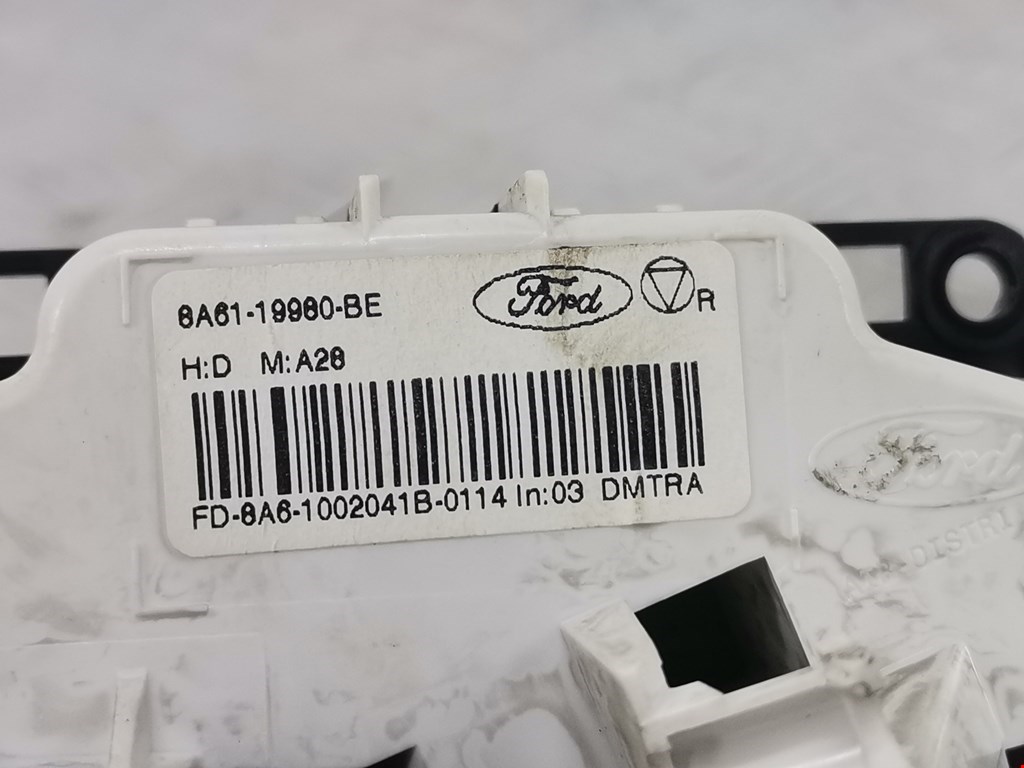 8A61-19980-BE
Ford
R
H:D M:A28
FD-8A6-1002041B-0114 In:03 DMTRA
Ford